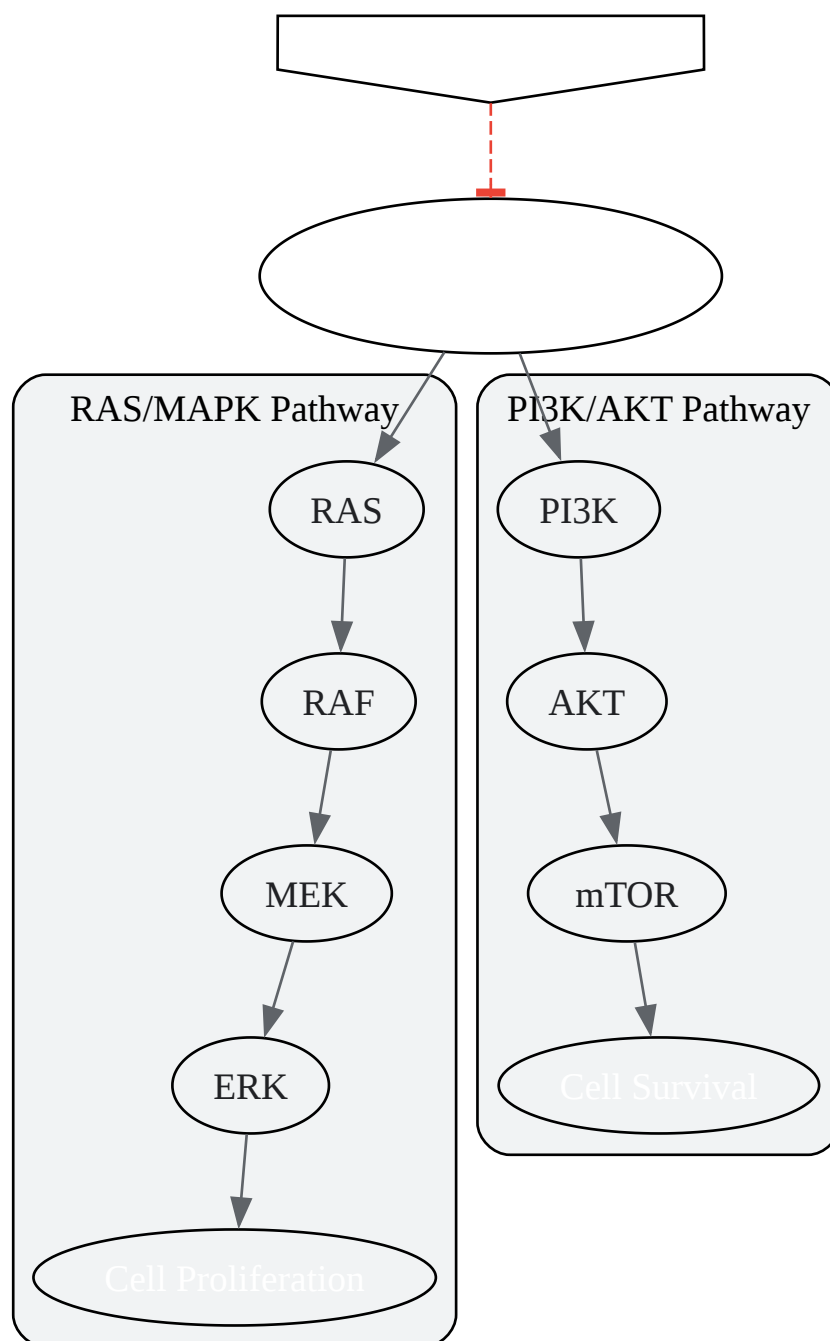 RAS/MAPK Pathway
PI3K/AKT Pathway
RAS
PI3K
RAF
AKT
MEK
mTOR
ERK
Cell Survival
Cell Proliferation